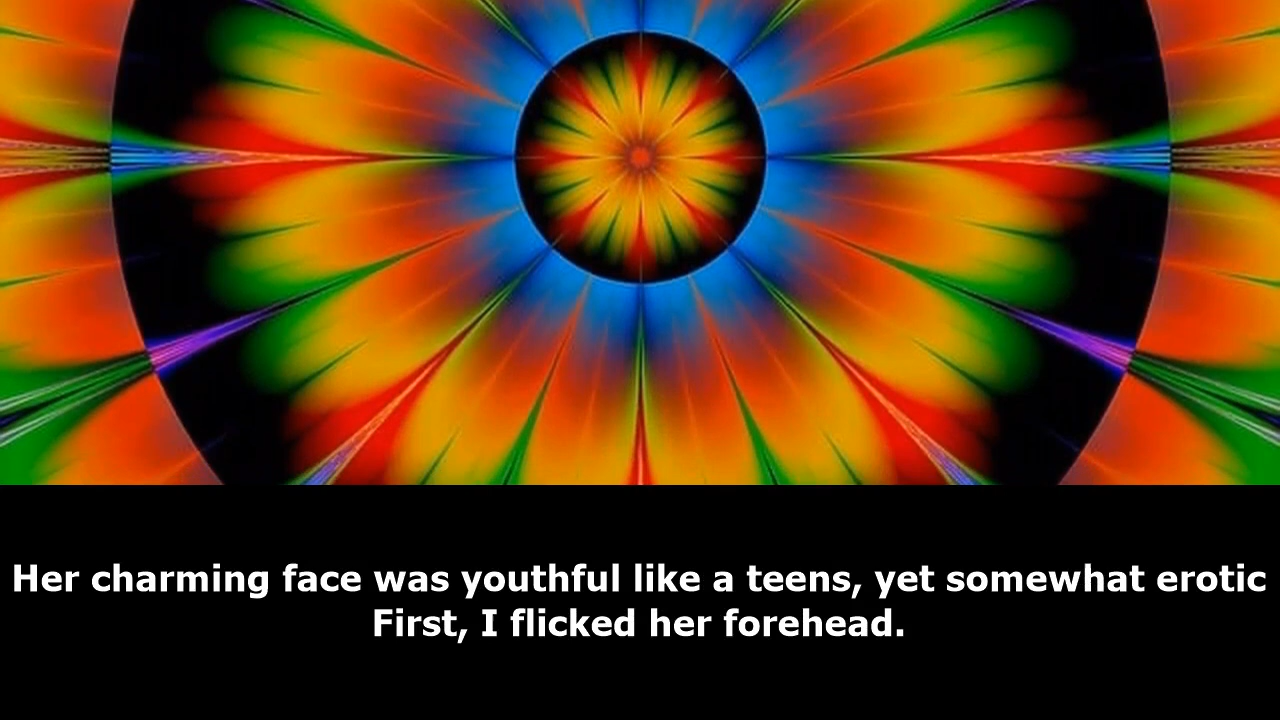 Her charming face was youthful like a teens, yet somewhat erotic
First, I flicked her forehead.